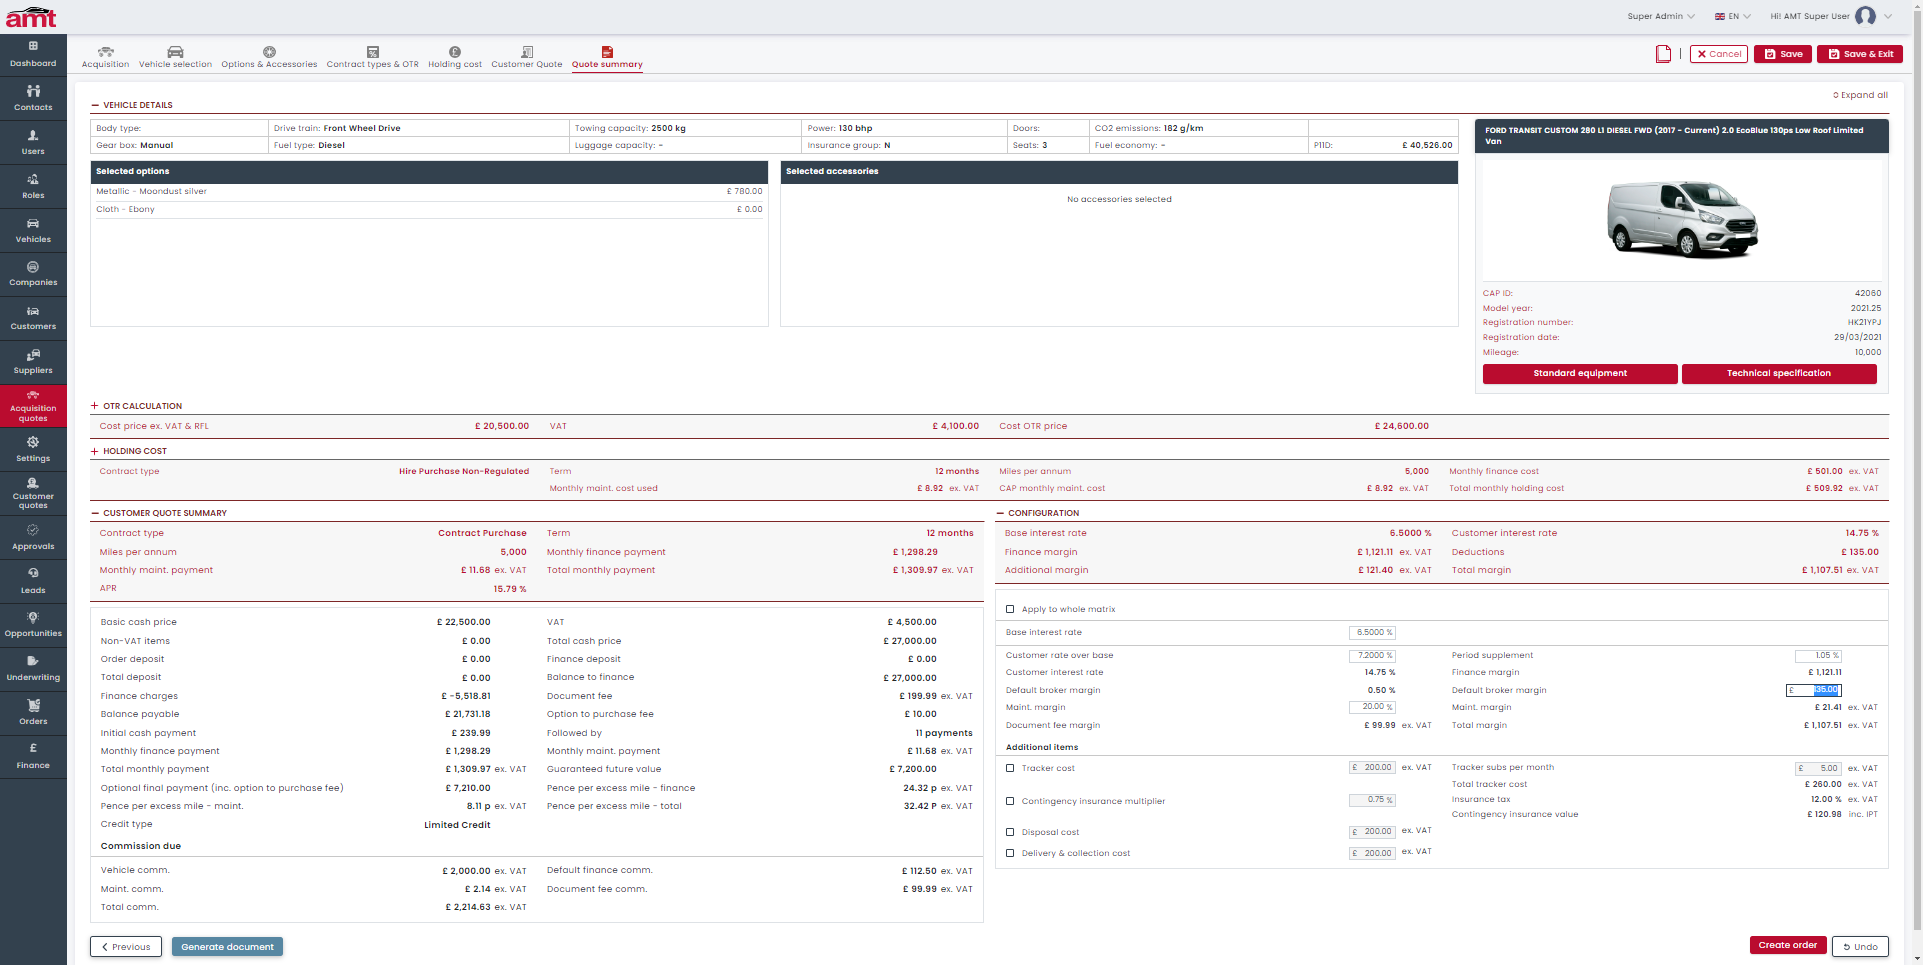 amt
Super Admin
EN
Hi! AMT Super User
Dashboard
Contacts
Users
Roles
Vehicles
Companies
Customers
Suppliers
Acquisition
quotes
Settings
Customer
quotes
Approvals
Leads
Opportunities
Underwriting
Orders
Finance
Acquisition
Vehicle selection
Options & Accessories
Contract types & OTR
Holding cost
Customer Quote
Quote summary
Cancel
Save
Save & Exit
Expand all
VEHICLE DETAILS
Body type: Drive train: Front Wheel Drive Towing capacity: 2500 kg Power: 130 bhp Doors: CO2 emissions: 182 g/km
Gear box: Manual Fuel type: Diesel Luggage capacity: - Insurance group: N Seats: 3 Fuel economy: - P11D: £ 40,526.00
Selected options
Metallic - Moondust silver £ 780.00
Cloth - Ebony £ 0.00
Selected accessories
No accessories selected
FORD TRANSIT CUSTOM 280 L1 DIESEL FWD (2017 - Current) 2.0 EcoBlue 130ps Low Roof Limited
Van
CAP ID: 42060
Model year: 2021.25
Registration number: HK21YPJ
Registration date: 29/03/2021
Mileage: 10,000
Standard equipment
Technical specification
OTR CALCULATION
Cost price ex. VAT & RFL £ 20,500.00 VAT £ 4,100.00 Cost OTR price £ 24,600.00
HOLDING COST
Contract type Hire Purchase Non-Regulated Term 12 months Miles per annum 5,000 Monthly finance cost £ 501.00 ex. VAT
Monthly maint. cost used £ 8.92 ex. VAT CAP monthly maint. cost £ 8.92 ex. VAT Total monthly holding cost £ 509.92 ex. VAT
CUSTOMER QUOTE SUMMARY
Contract type Contract Purchase Term 12 months
Miles per annum 5,000 Monthly finance payment £ 1,298.29
Monthly maint. payment £ 11.68 ex. VAT Total monthly payment £ 1,309.97 ex. VAT
APR 15.79 %
Basic cash price £ 22,500.00 VAT £ 4,500.00
Non-VAT items £ 0.00 Total cash price £ 27,000.00
Order deposit £ 0.00 Finance deposit £ 0.00
Total deposit £ 0.00 Balance to finance £ 27,000.00
Finance charges £ -5,518.81 Document fee £ 199.99 ex. VAT
Balance payable £ 21,731.18 Option to purchase fee £ 10.00
Initial cash payment £ 239.99 Followed by 11 payments
Monthly finance payment £ 1,298.29 Monthly maint. payment £ 11.68 ex. VAT
Total monthly payment £ 1,309.97 ex. VAT Guaranteed future value £ 7,200.00
Optional final payment (inc. option to purchase fee) £ 7,210.00 Pence per excess mile - finance 24.32 p ex. VAT
Pence per excess mile - maint. 8.11 p ex. VAT Pence per excess mile - total 32.42 P ex. VAT
Credit type Limited Credit
Commission due
Vehicle comm. £ 2,000.00 ex. VAT Default finance comm. £ 112.50 ex. VAT
Maint. comm. £ 2.14 ex. VAT Document fee comm. £ 99.99 ex. VAT
Total comm. £ 2,214.63 ex. VAT
CONFIGURATION
Base interest rate 6.5000 % Customer interest rate 14.75 %
Finance margin £ 1,121.11 ex. VAT Deductions £ 135.00
Additional margin £ 121.40 ex. VAT Total margin £ 1,107.51 ex. VAT
Apply to whole matrix
Base interest rate 6.5000 %
Customer rate over base 7.2000 % Period supplement 1.05 %
Customer interest rate 14.75 % Finance margin £ 1,121.11
Default broker margin 0.50 % Default broker margin £ 135.00
Maint. margin 20.00 % Maint. margin £ 21.41 ex. VAT
Document fee margin £ 99.99 ex. VAT Total margin £ 1,107.51 ex. VAT
Additional items
Tracker cost £ 200.00 ex. VAT Tracker subs per month £ 5.00 ex. VAT
Total tracker cost £ 260.00 ex. VAT
Contingency insurance multiplier 0.75 % Insurance tax 12.00 % ex. VAT
Contingency insurance value £ 120.98 inc. IPT
Disposal cost £ 200.00 ex. VAT
Delivery & collection cost £ 200.00 ex. VAT
Previous
Generate document
Create order
Undo